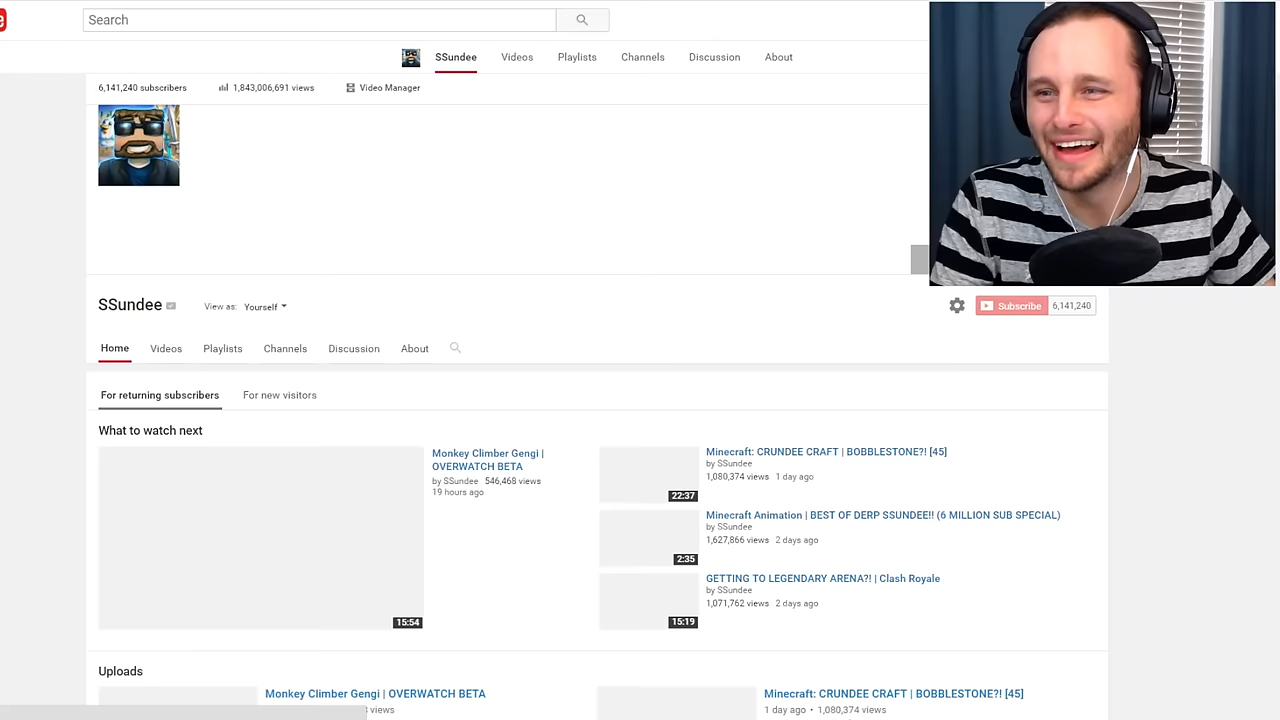 Search
SSundee Videos Playlists Channels Discussion About
6,141,240 subscribers 1,843,006,691 views Video Manager
SSundee View as: Yourself Subscribe 6,141,240
Home Videos Playlists Channels Discussion About
For returning subscribers For new visitors
What to watch next
Monkey Climber Gengi |
OVERWATCH BETA
by SSundee 546,468 views
19 hours ago
15:54
Minecraft: CRUNDEE CRAFT | BOBBLESTONE?! [45]
by SSundee
1,080,374 views 1 day ago
22:37
Minecraft Animation | BEST OF DERP SSUNDEE!! (6 MILLION SUB SPECIAL)
by SSundee
1,627,866 views 2 days ago
2:35
GETTING TO LEGENDARY ARENA?! | Clash Royale
by SSundee
1,071,762 views 2 days ago
15:19
Uploads
Monkey Climber Gengi | OVERWATCH BETA
views
Minecraft: CRUNDEE CRAFT | BOBBLESTONE?! [45]
1 day ago • 1,080,374 views